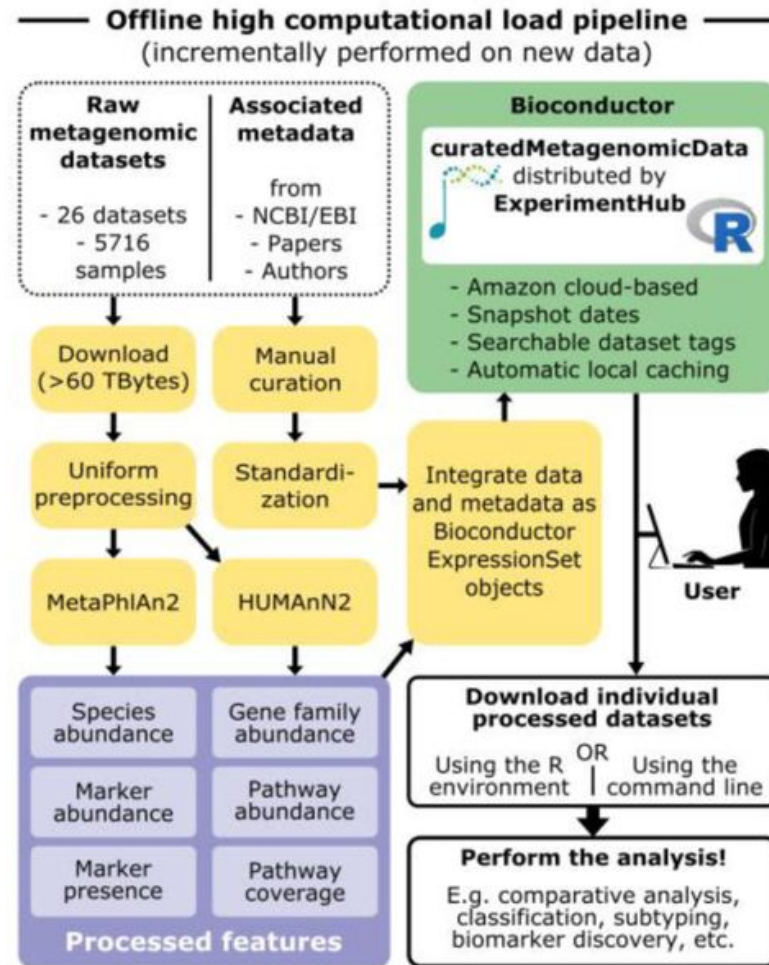 Offline high computational load pipeline
(incrementally performed on new data)
Raw
metagenomic
datasets
- 26 datasets
- 5716
samples
Associated
metadata
from
- NCBI/EBI
- Papers
- Authors
Bioconductor
curatedMetagenomicData
distributed by
ExperimentHub
R
- Amazon cloud-based
- Snapshot dates
- Searchable dataset tags
- Automatic local caching
Download
(>60 TBytes)
Manual
curation
Uniform
preprocessing
Standardi-
zation
Integrate data
and metadata as
Bioconductor
ExpressionSet
objects
User
MetaPhlAn2
HUMAnN2
Species
abundance
Gene family
abundance
Marker
abundance
Pathway
abundance
Marker
presence
Pathway
coverage
Processed features
Download individual
processed datasets
OR
Using the R
environment
Using the
command line
Perform the analysis!
E.g. comparative analysis,
classification, subtyping,
biomarker discovery, etc.